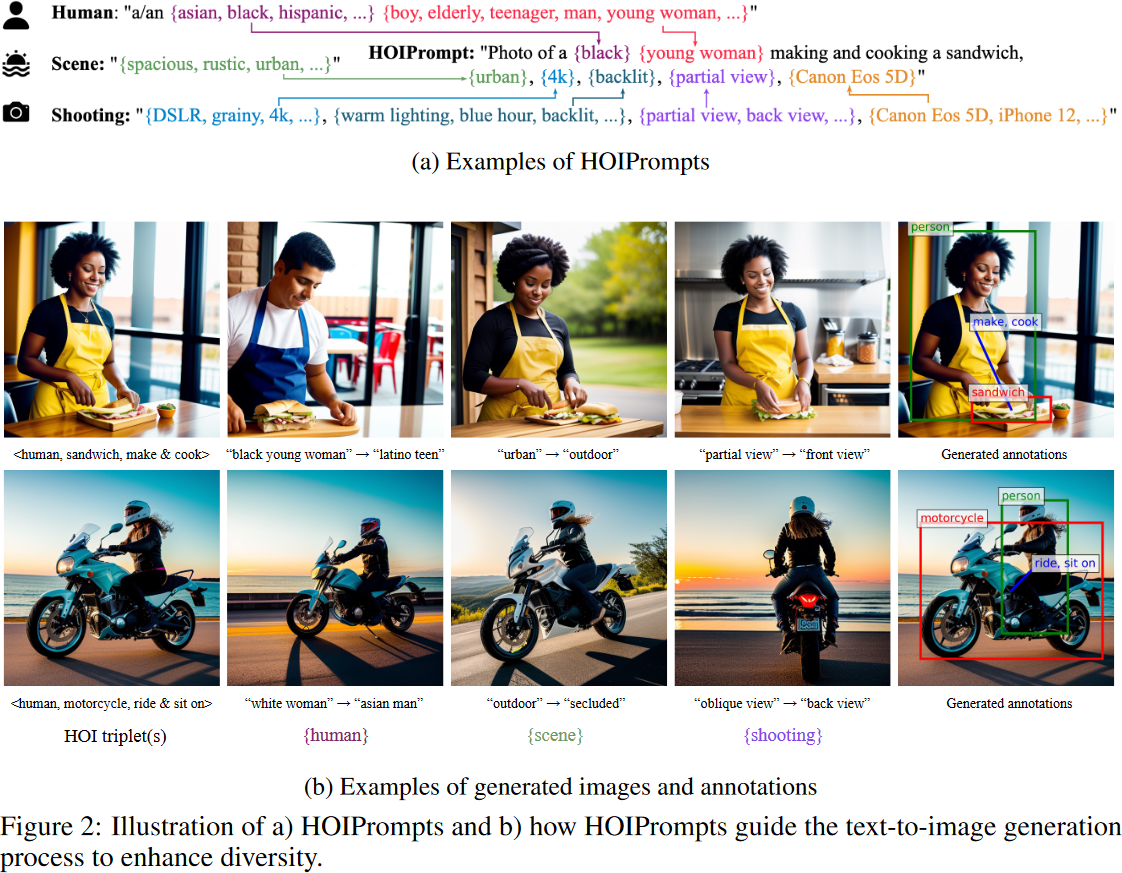 Human: "a/an {asian, black, hispanic, ...} {boy, elderly, teenager, man, young woman, ...}"
HOIPrompt: "Photo of a {black} {young woman} making and cooking a sandwich,
Scene: "{spacious, rustic, urban, ...}"
{urban}, {4k}, {backlit}, {partial view}, {Canon Eos 5D}"
Shooting: "{DSLR, grainy, 4k, ...}, {warm lighting, blue hour, backlit, ...}, {partial view, back view, ...}, {Canon Eos 5D, iPhone 12, ...}"
(a) Examples of HOIPrompts
person
make, cook
sandwich
<human, sandwich, make & cook>
“black young woman” → “latino teen”
“urban” → “outdoor”
“partial view” → “front view”
Generated annotations
person
motorcycle
ride, sit on
<human, motorcycle, ride & sit on>
“white woman” → “asian man”
“outdoor” → “secluded”
“oblique view” → “back view”
Generated annotations
HOI triplet(s)
{human}
{scene}
{shooting}
(b) Examples of generated images and annotations
Figure 2: Illustration of a) HOIPrompts and b) how HOIPrompts guide the text-to-image generation
process to enhance diversity.